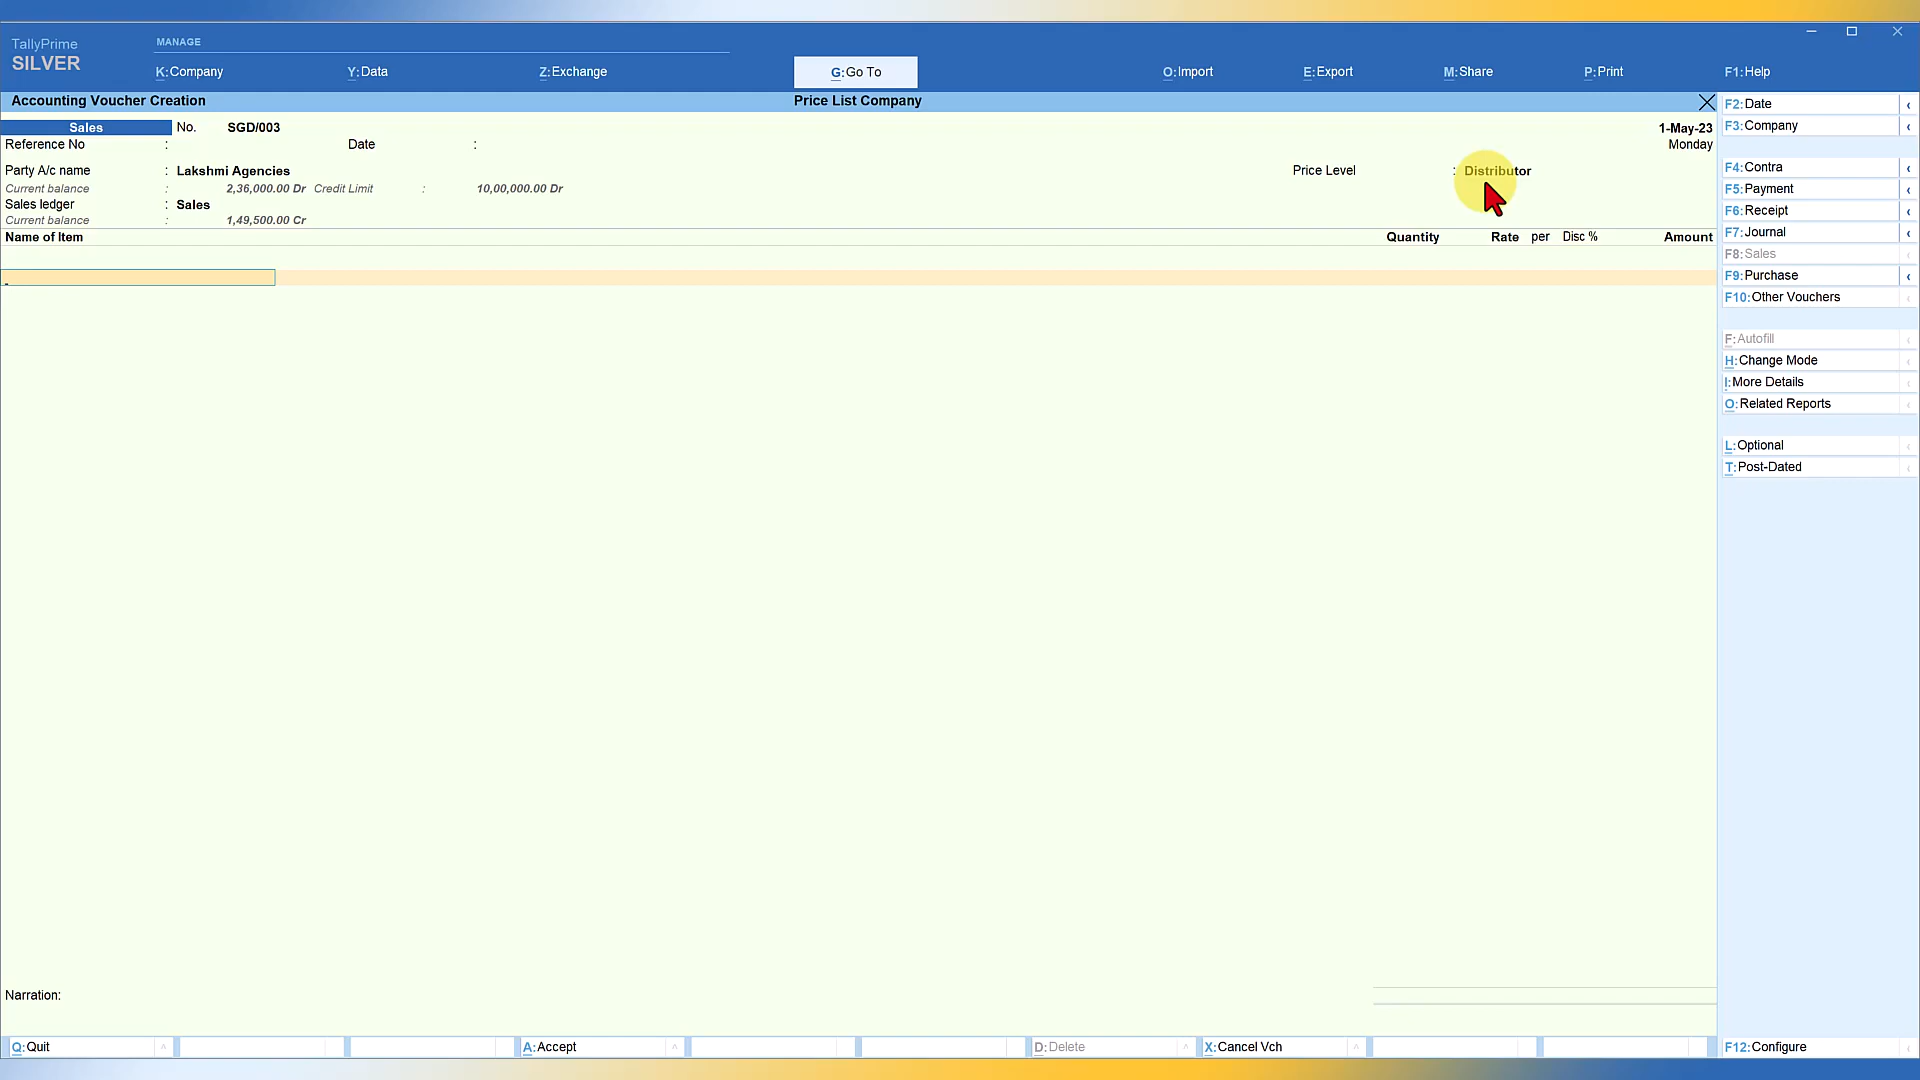 TallyPrime
SILVER
MANAGE
K:Company Y:Data Z:Exchange G:Go To O:Import E:Export M:Share P:Print F1:Help
Accounting Voucher Creation Price List Company
Sales No. SGD/003 1-May-23
Reference No : Date : Monday
Party A/c name : Lakshmi Agencies Price Level : Distributor
Current balance : 2,36,000.00 Dr Credit Limit : 10,00,000.00 Dr
Sales ledger : Sales
Current balance : 1,49,500.00 Cr
Name of Item Quantity Rate per Disc % Amount
Narration:
F2:Date
F3:Company
F4:Contra
F5:Payment
F6:Receipt
F7:Journal
F8:Sales
F9:Purchase
F10:Other Vouchers
F:Autofill
H:Change Mode
I:More Details
O:Related Reports
L:Optional
T:Post-Dated
Q:Quit A:Accept D:Delete X:Cancel Vch F12:Configure